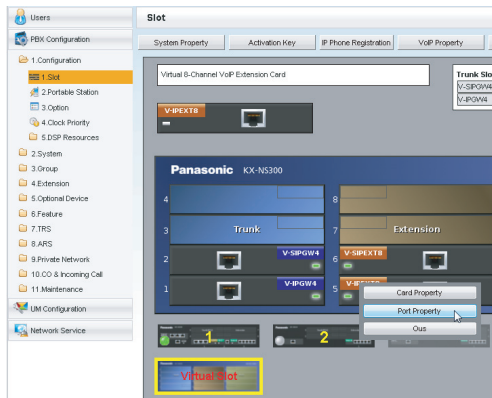 Users
Slot
PBX Configuration
System Property
Activation Key
IP Phone Registration
VoIP Property
1.Configuration
1.Slot
Virtual 8-Channel VoIP Extension Card
Trunk Slo
V-SIPGW4
V-IPGW4
2.Portable Station
3.Option
4.Clock Priority
5.DSP Resources
V-IPEXT8
2.System
3.Group
4.Extension
5.Optional Device
6.Feature
7.TRS
8.ARS
9.Private Network
10.CO & Incoming Call
11.Maintenance
UM Configuration
Network Service
Panasonic KX-NS300
4
8
3
Trunk
7
Extension
2
V-SIPGW4
6
V-SIPEXT8
1
V-IPGW4
5
Card Property
Port Property
Ous
1
2
Virtual Slot